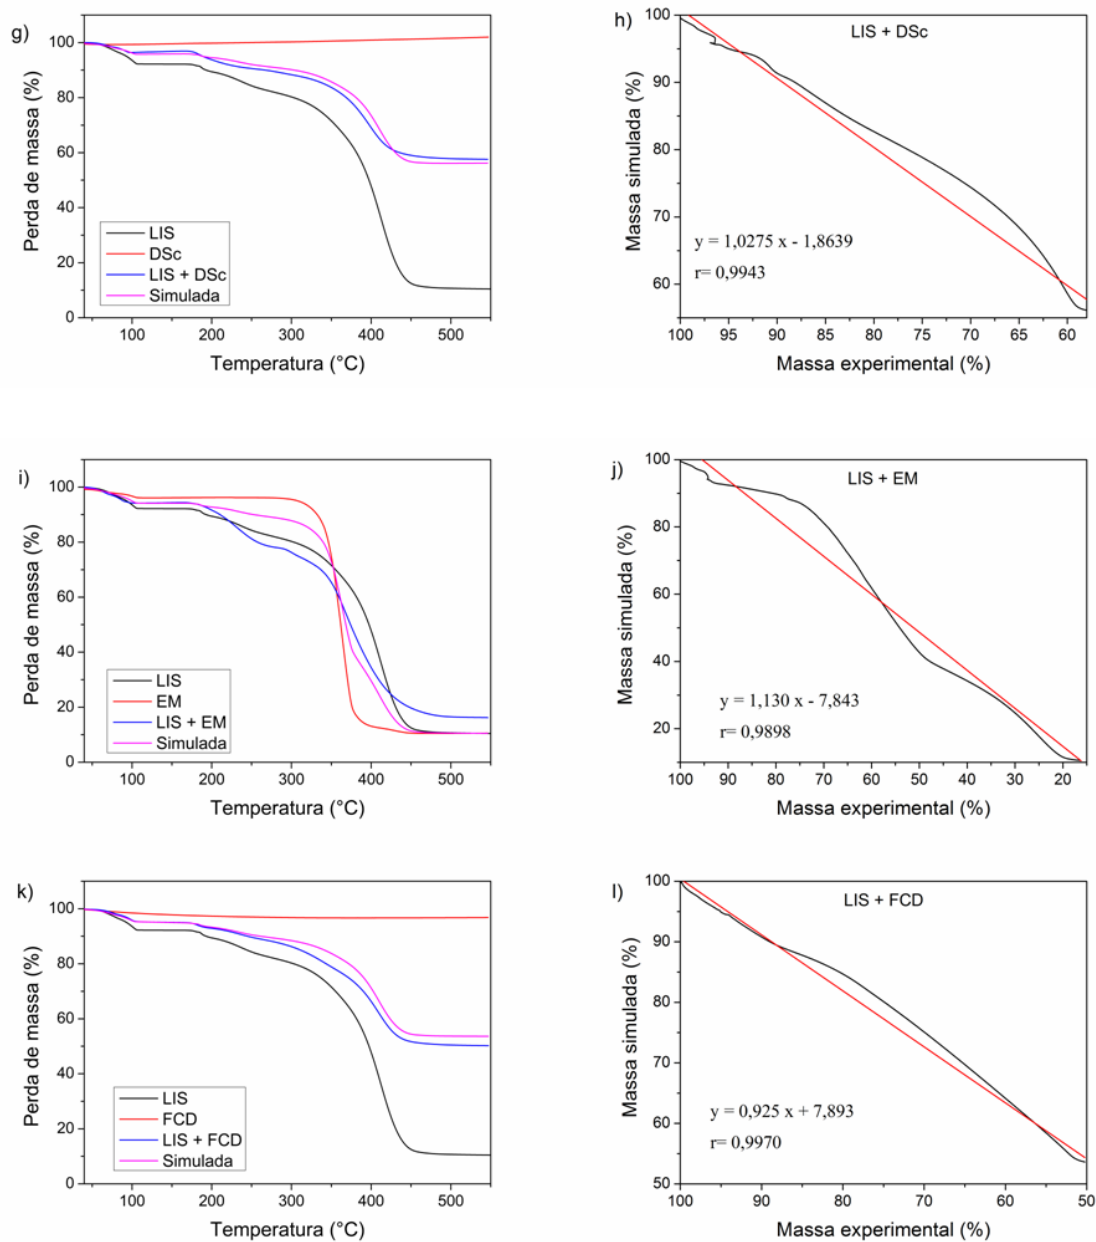 g)
100
80
60
40
20
0
Perda de massa (%)
LIS
DSc
LIS + DSc
Simulada
100 200 300 400 500
Temperatura (°C)
h)
LIS + DSc
100
90
80
70
60
Massa simulada (%)
y = 1,0275 x - 1,8639
r= 0,9943
100 95 90 85 80 75 70 65 60
Massa experimental (%)
i)
100
80
60
40
20
0
Perda de massa (%)
LIS
EM
LIS + EM
Simulada
100 200 300 400 500
Temperatura (°C)
j)
LIS + EM
100
80
60
40
20
Massa simulada (%)
y = 1,130 x - 7,843
r= 0,9898
100 90 80 70 60 50 40 30 20
Massa experimental (%)
k)
100
80
60
40
20
0
Perda de massa (%)
LIS
FCD
LIS + FCD
Simulada
100 200 300 400 500
Temperatura (°C)
l)
LIS + FCD
100
90
80
70
60
50
Massa simulada (%)
y = 0,925 x + 7,893
r= 0,9970
100 90 80 70 60 50
Massa experimental (%)